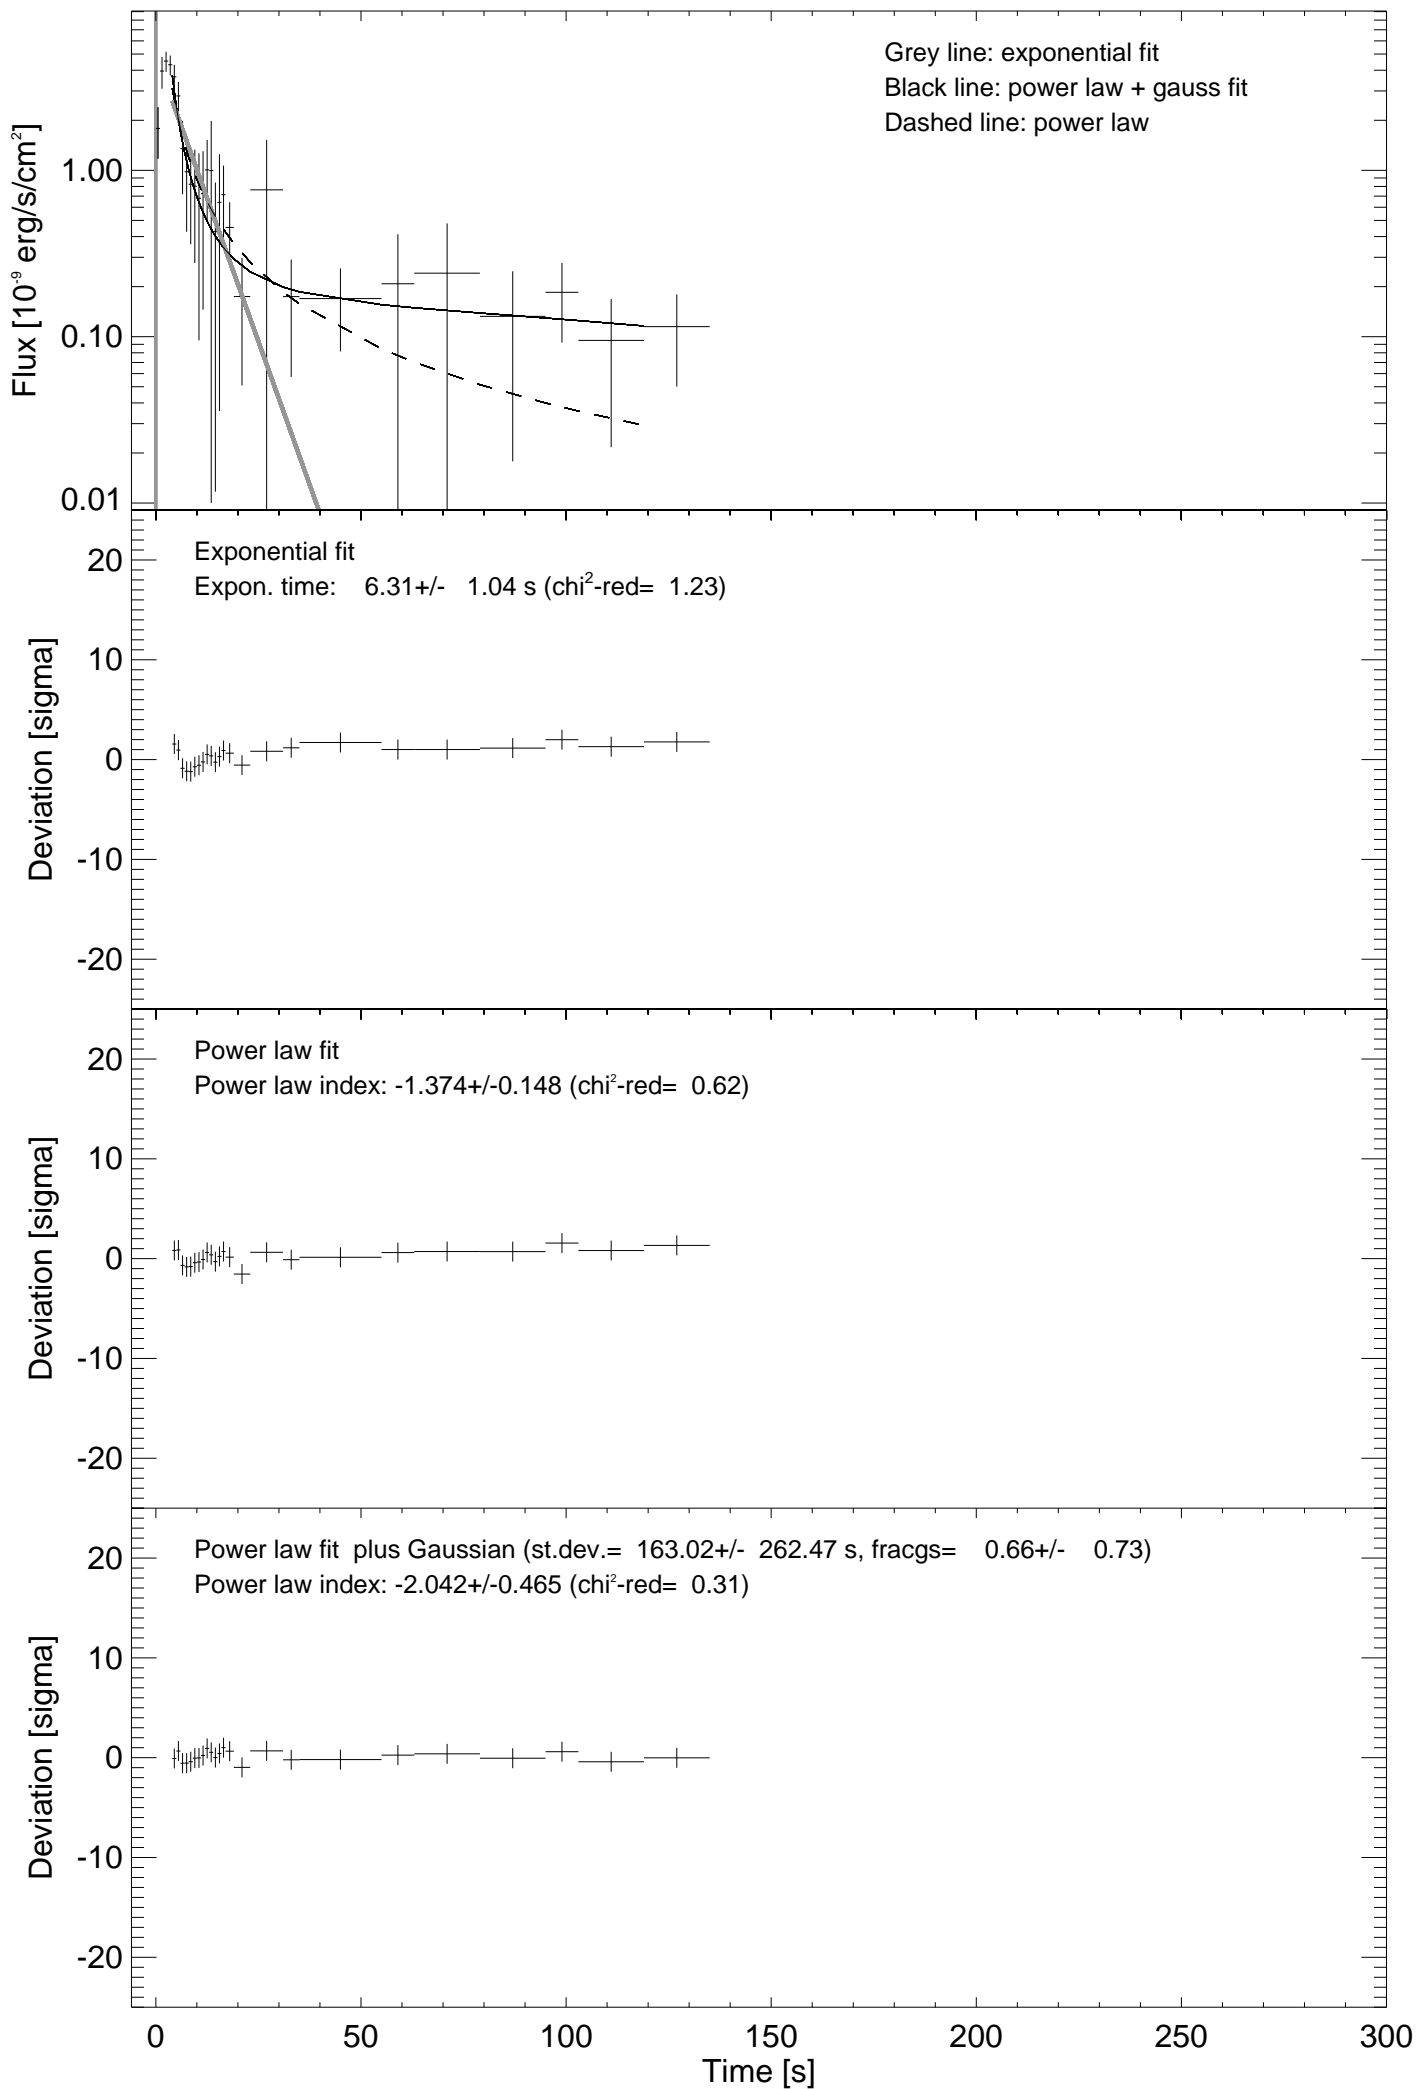 Grey line: exponential fit
Black line: power law + gauss fit
Dashed line: power law
Flux [10⁻⁹ erg/s/cm²]
1.00
0.10
0.01
Exponential fit
Expon. time: 6.31+/- 1.04 s (chi²-red= 1.23)
Deviation [sigma]
20
10
0
-10
-20
Power law fit
Power law index: -1.374+/-0.148 (chi²-red= 0.62)
Deviation [sigma]
20
10
0
-10
-20
Power law fit plus Gaussian (st.dev.= 163.02+/- 262.47 s, fracgs= 0.66+/- 0.73)
Power law index: -2.042+/-0.465 (chi²-red= 0.31)
Deviation [sigma]
20
10
0
-10
-20
0 50 100 150 200 250 300
Time [s]